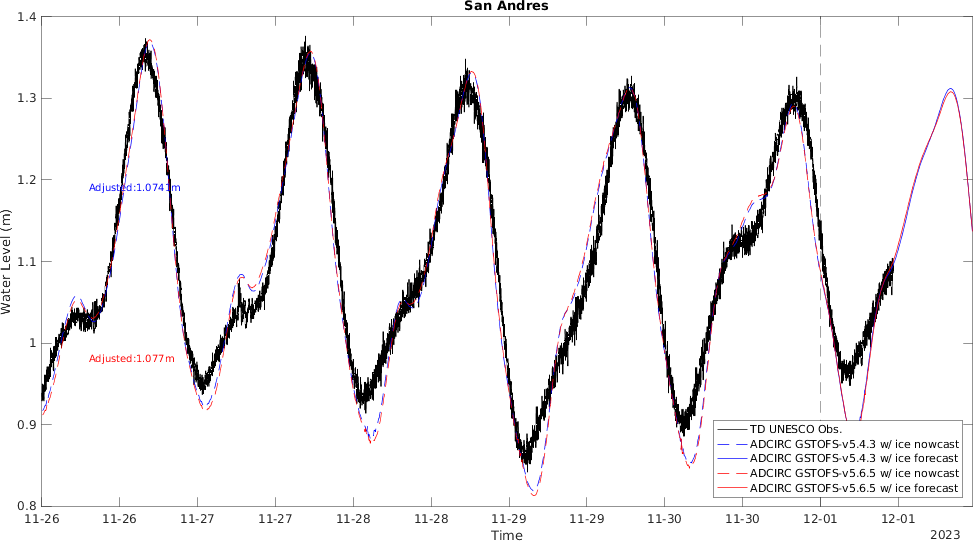 San Andres
1.4
1.3
1.2
1.1
1
0.9
0.8
Water Level (m)
Adjusted:1.0741m
Adjusted:1.077m
TD UNESCO Obs.
ADCIRC GSTOFS-v5.4.3 w/ ice nowcast
ADCIRC GSTOFS-v5.4.3 w/ ice forecast
ADCIRC GSTOFS-v5.6.5 w/ ice nowcast
ADCIRC GSTOFS-v5.6.5 w/ ice forecast
11-26 11-26 11-27 11-27 11-28 11-28 11-29 11-29 11-30 11-30 12-01 12-01
Time
2023